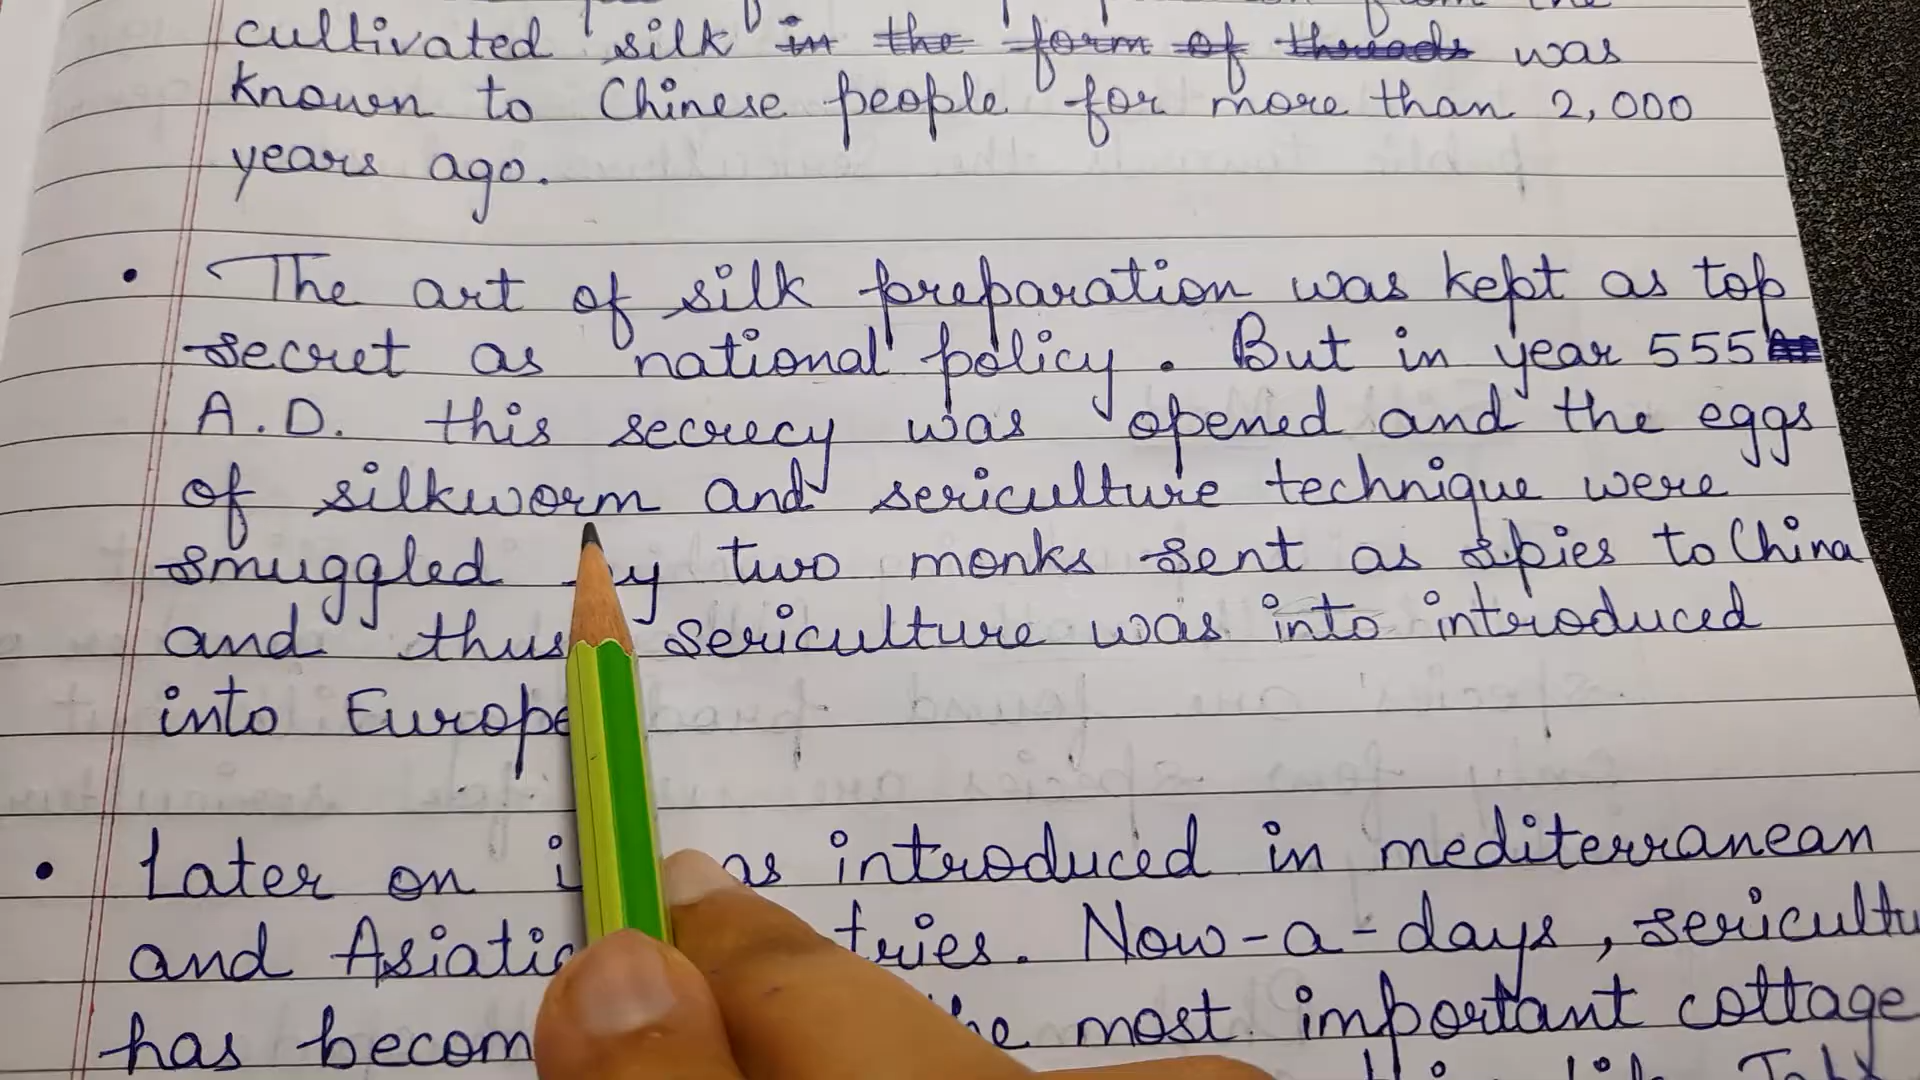 cultivated silk in the form of threads was
known to Chinese people for more than 2,000
years ago.
• The art of silk preparation was kept as top
secret as national policy. But in year 555
A.D. this secrecy was opened and the eggs
of silkworm and sericulture technique were
smuggled by two monks sent as spies to China
and thus sericulture was into introduced
into Europe
• Later on introduced in mediterranean
and Asiatic Now-a-days,
has most important cottage